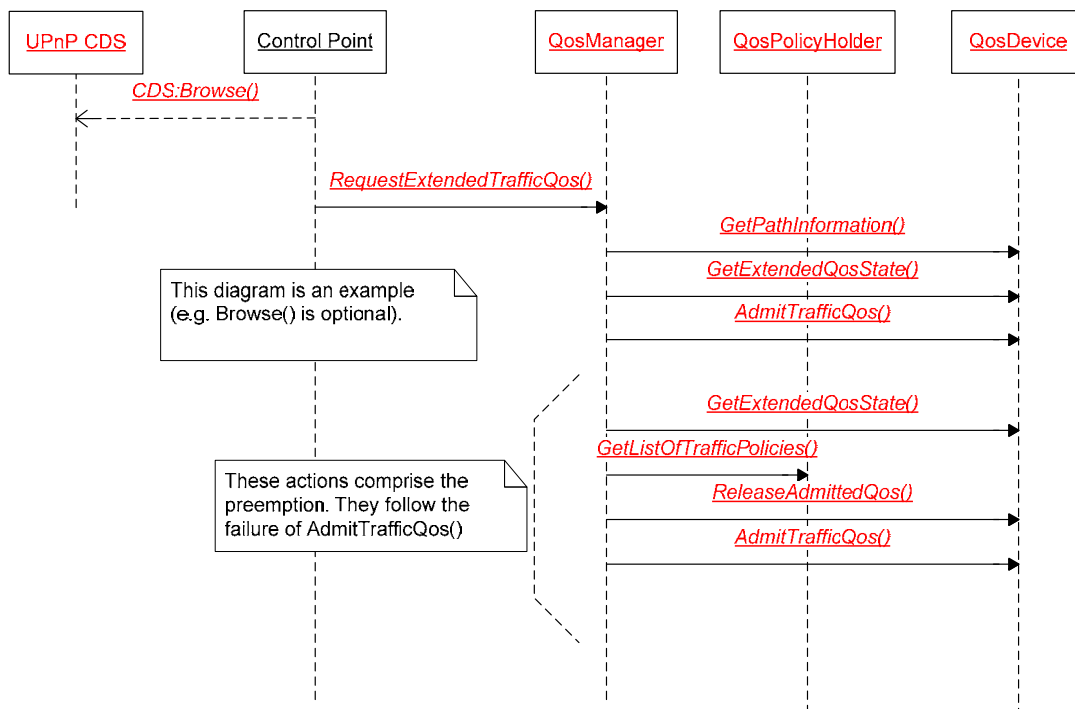 UPnP CDS
Control Point
QosManager
QosPolicyHolder
QosDevice
CDS:Browse()
RequestExtendedTrafficQos()
GetPathInformation()
GetExtendedQosState()
This diagram is an example
(e.g. Browse() is optional).
AdmitTrafficQos()
GetExtendedQosState()
GetListOfTrafficPolicies()
These actions comprise the
preemption. They follow the
failure of AdmitTrafficQos()
ReleaseAdmittedQos()
AdmitTrafficQos()